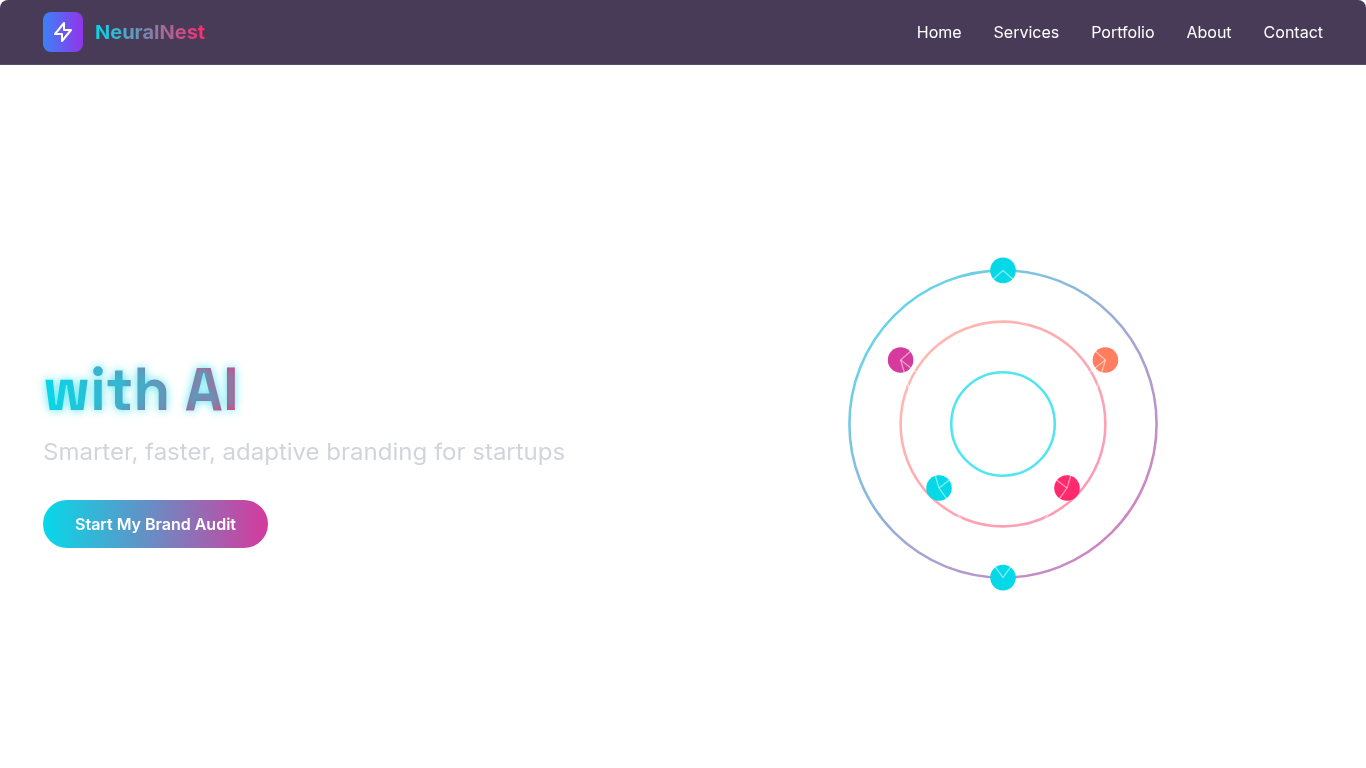 NeuralNest
Home Services Portfolio About Contact
with AI
Smarter, faster, adaptive branding for startups
Start My Brand Audit